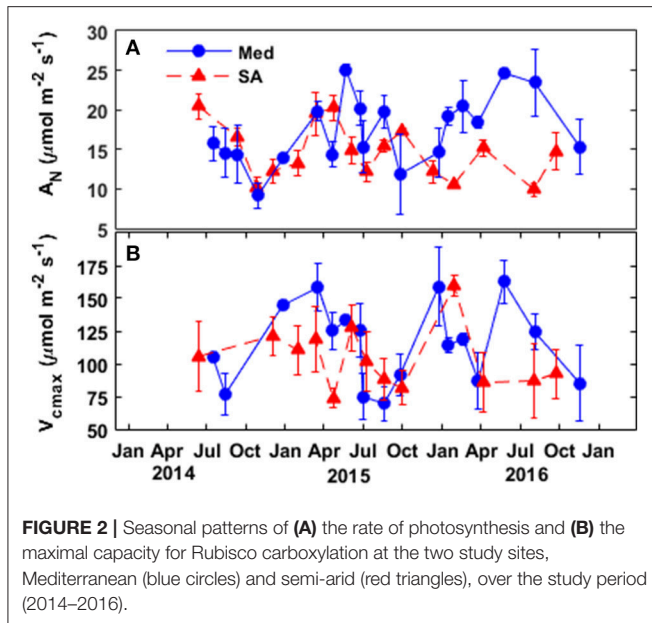 30
A
Med
SA
25
20
15
10
5
A_N (μmol m⁻² s⁻¹)
B
175
150
125
100
75
50
V_cmax (μmol m⁻² s⁻¹)
Jan Apr Jul Oct Jan Apr Jul Oct Jan Apr Jul Oct Jan
2014 2015 2016
FIGURE 2 | Seasonal patterns of (A) the rate of photosynthesis and (B) the
maximal capacity for Rubisco carboxylation at the two study sites,
Mediterranean (blue circles) and semi-arid (red triangles), over the study period
(2014–2016).